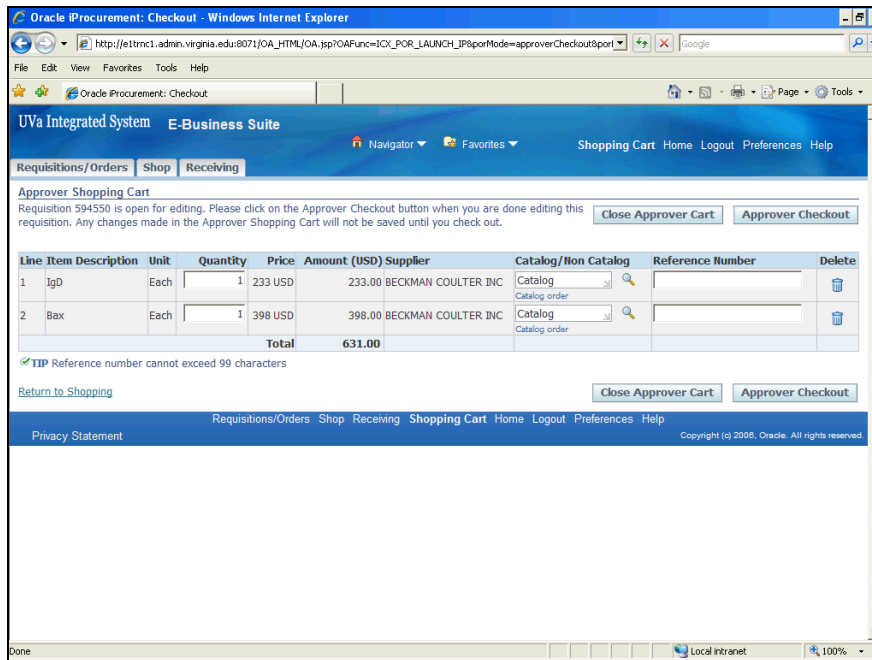 Oracle iProcurement: Checkout - Windows Internet Explorer
http://e1trnc1.admin.virginia.edu:8071/OA_HTML/OA.jsp?OAFunc=ICX_POR_LAUNCH_IP&porMode=approverCheckout&porl
Google
File Edit View Favorites Tools Help
Oracle iProcurement: Checkout
Page Tools
UVa Integrated System E-Business Suite
Navigator Favorites Shopping Cart Home Logout Preferences Help
Requisitions/Orders Shop Receiving
Approver Shopping Cart
Requisition 594550 is open for editing. Please click on the Approver Checkout button when you are done editing this
requisition. Any changes made in the Approver Shopping Cart will not be saved until you check out.
Close Approver Cart Approver Checkout
Line Item Description Unit Quantity Price Amount (USD) Supplier Catalog/Non Catalog Reference Number Delete
1 IgD Each 1 233 USD 233.00 BECKMAN COULTER INC Catalog
Catalog order
2 Bax Each 1 398 USD 398.00 BECKMAN COULTER INC Catalog
Catalog order
Total 631.00
TIP Reference number cannot exceed 99 characters
Return to Shopping Close Approver Cart Approver Checkout
Requisitions/Orders Shop Receiving Shopping Cart Home Logout Preferences Help
Privacy Statement Copyright (c) 2006, Oracle. All rights reserved.
Done Local intranet 100%